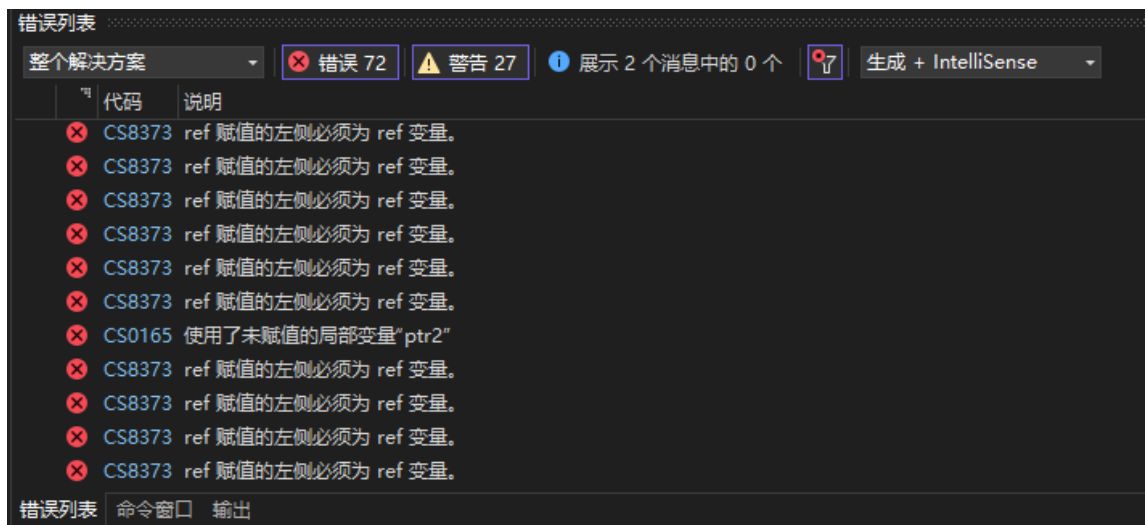 错误列表
整个解决方案 错误 72 警告 27 展示 2 个消息中的 0 个 生成 + IntelliSense
代码 说明
CS8373 ref 赋值的左侧必须为 ref 变量。
CS8373 ref 赋值的左侧必须为 ref 变量。
CS8373 ref 赋值的左侧必须为 ref 变量。
CS8373 ref 赋值的左侧必须为 ref 变量。
CS8373 ref 赋值的左侧必须为 ref 变量。
CS8373 ref 赋值的左侧必须为 ref 变量。
CS0165 使用了未赋值的局部变量“ptr2”
CS8373 ref 赋值的左侧必须为 ref 变量。
CS8373 ref 赋值的左侧必须为 ref 变量。
CS8373 ref 赋值的左侧必须为 ref 变量。
CS8373 ref 赋值的左侧必须为 ref 变量。
错误列表 命令窗口 输出